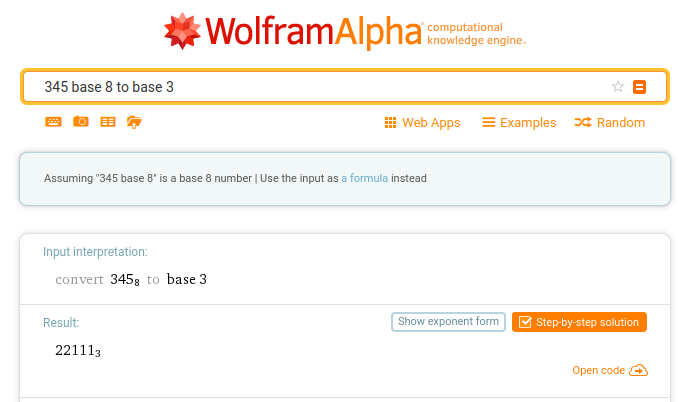 WolframAlpha computational
knowledge engine.
345 base 8 to base 3
Web Apps Examples Random
Assuming "345 base 8" is a base 8 number | Use the input as a formula instead
Input interpretation:
convert 345₈ to base 3
Result:
Show exponent form Step-by-step solution
22111₃
Open code